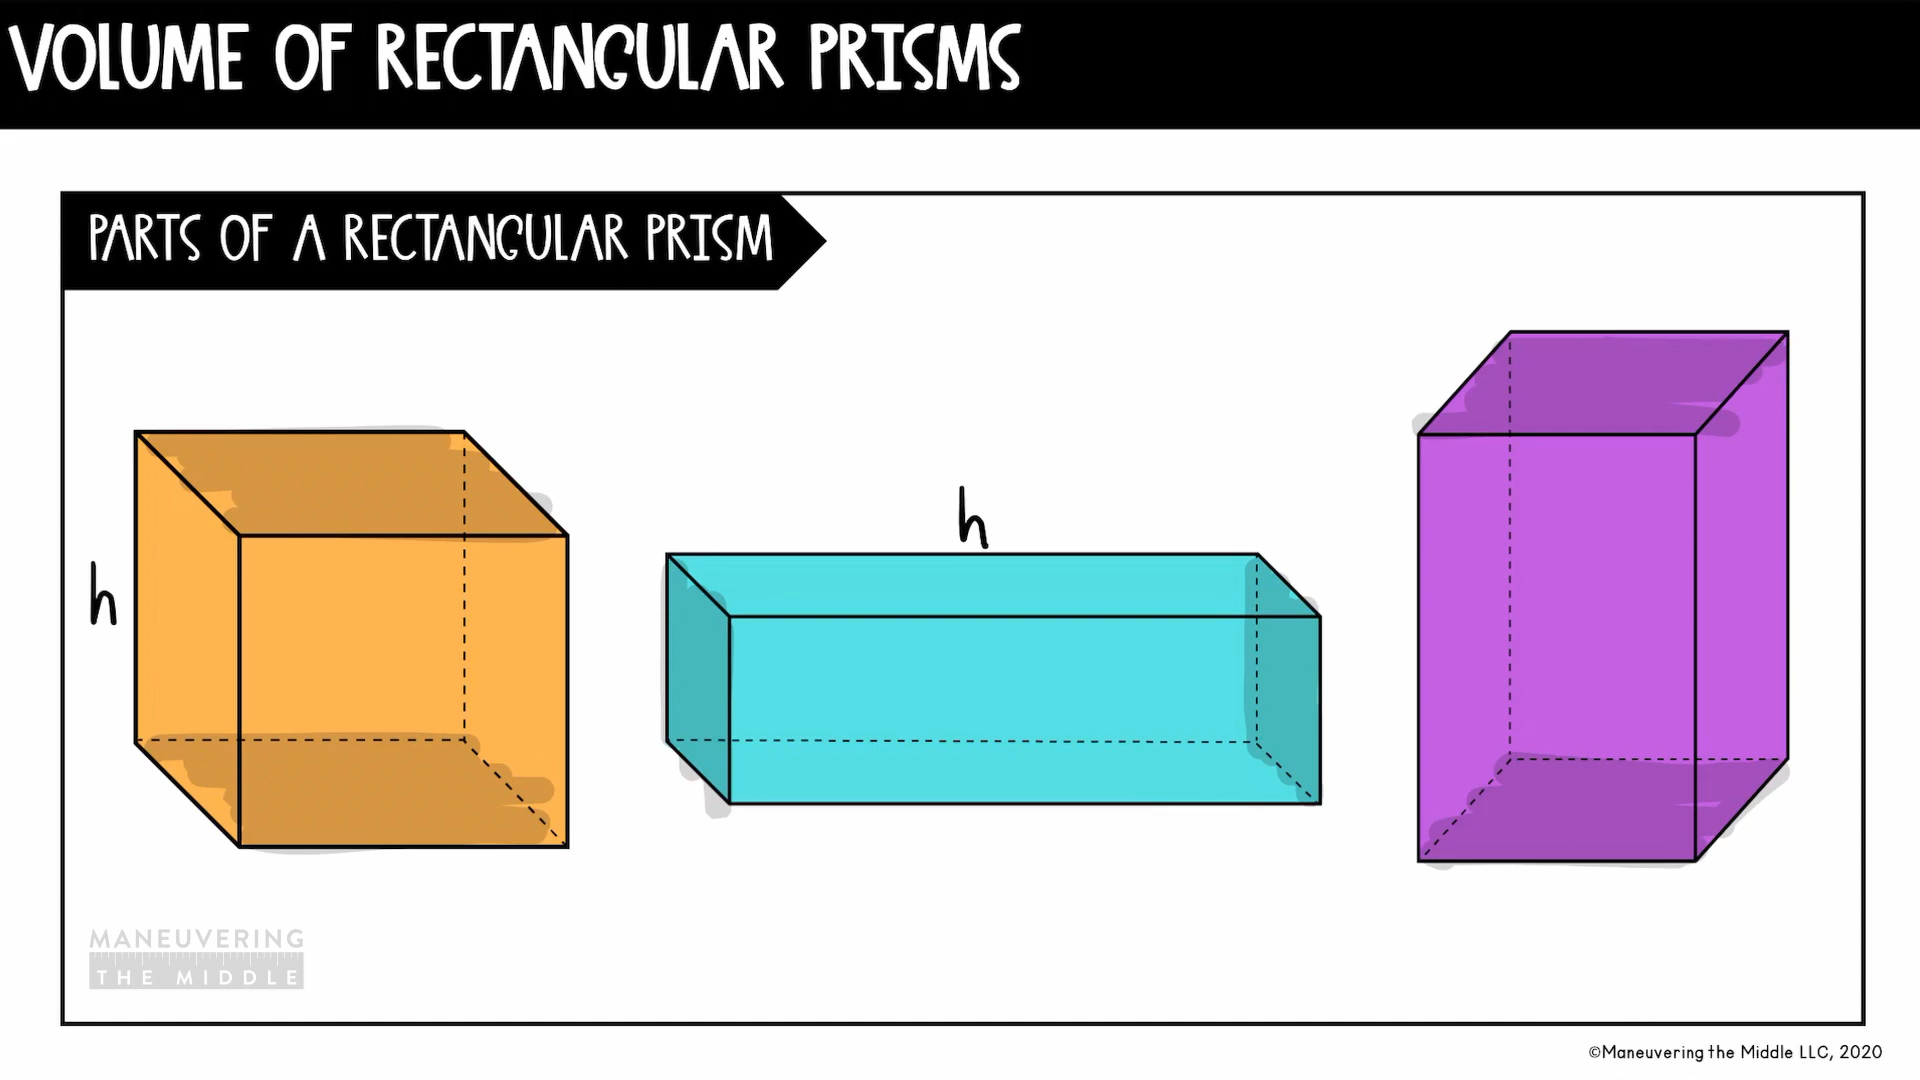 VOLUME OF RECTANGULAR PRISMS
PARTS OF A RECTANGULAR PRISM
h
h
MANEUVERING
THE MIDDLE
©Maneuvering the Middle LLC, 2020